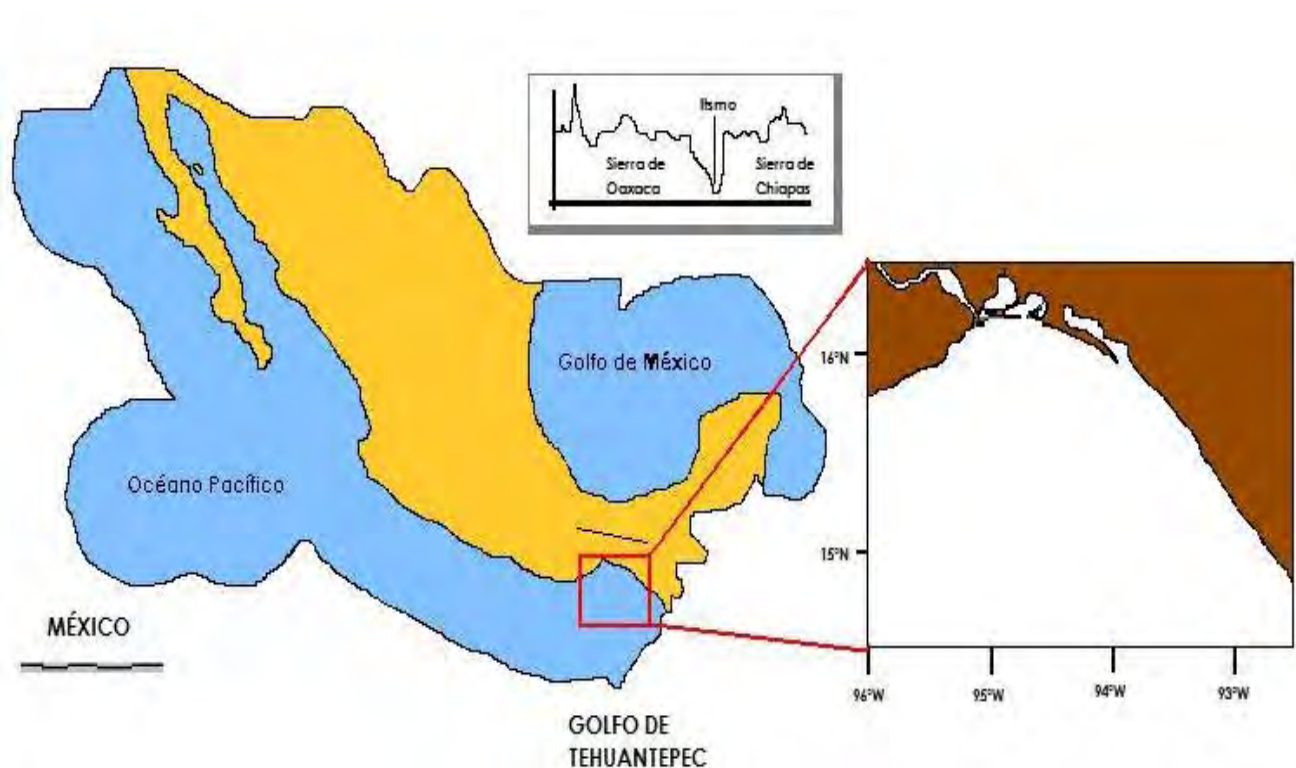 Itsmo
Sierra de
Oaxaca
Sierra de
Chiapas
Golfo de México
Océano Pacífico
MÉXICO
GOLFO DE
TEHUANTEPEC
16°N
15°N
96°W
95°W
94°W
93°W